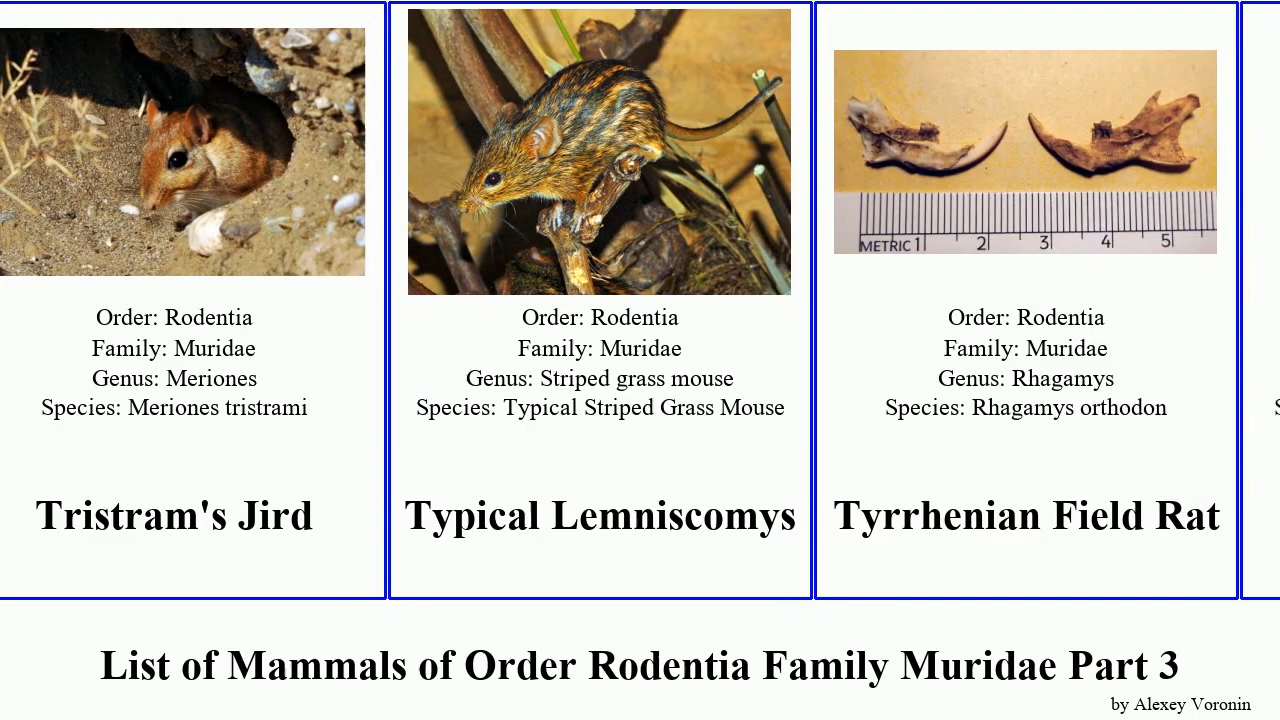 METRIC 1 2 3 4 5
Order: Rodentia
Family: Muridae
Genus: Meriones
Species: Meriones tristrami
Tristram's Jird
Order: Rodentia
Family: Muridae
Genus: Striped grass mouse
Species: Typical Striped Grass Mouse
Typical Lemniscomys
Order: Rodentia
Family: Muridae
Genus: Rhagamys
Species: Rhagamys orthodon
Tyrrhenian Field Rat
List of Mammals of Order Rodentia Family Muridae Part 3
by Alexey Voronin